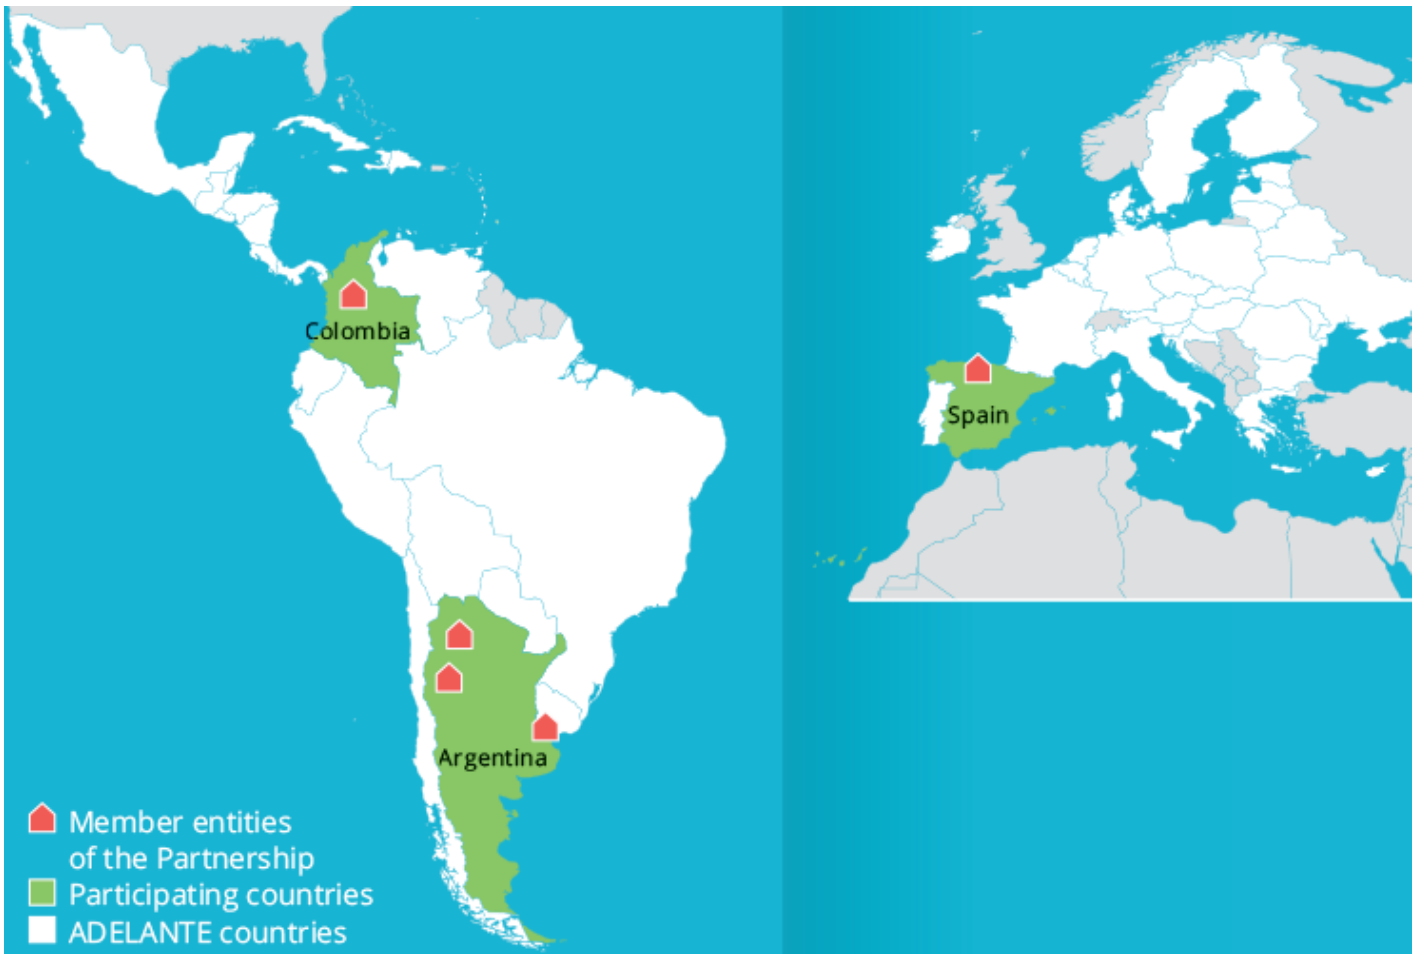 Colombia
Spain
Argentina
Member entities
of the Partnership
Participating countries
ADELANTE countries